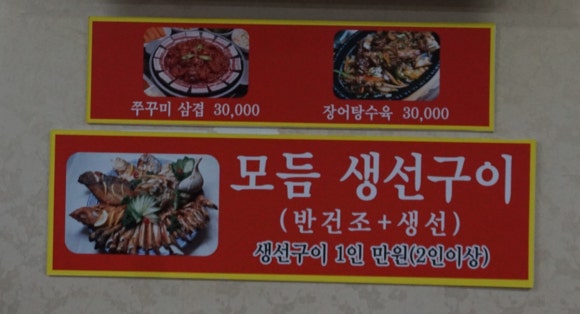 쭈꾸미 삼겹 30,000
장어탕수육 30,000
모듬 생선구이
(반건조+생선)
생선구이 1인 만원(2인이상)